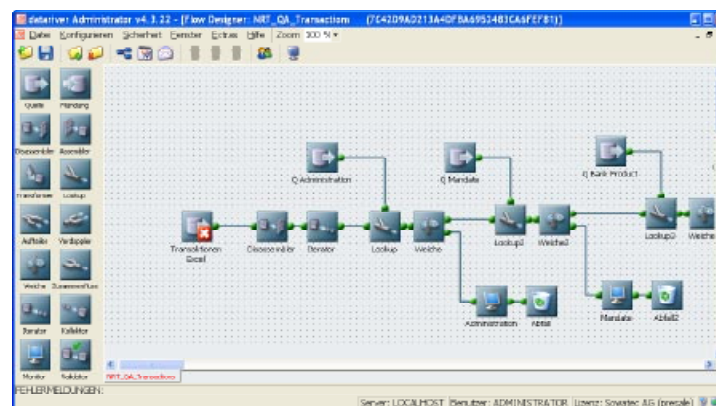 datariver Administrator v4.3.22 - [Flow Designer: NRT_QA_Transactions
Datei Konfigurieren Sicherheit Fenster Extras Hilfe Zoom 100 %
Quelle Mündung
Disassembler Assembler
Transformer Lookup
Aufteiler Verdoppler
Weiche Zusammenfluss
Iterator Kollektor
Monitor Validator
Q Administration
Q Mandate
Q Bank Product
Transaktionen
Excel
Disassembler
Iterator
Lookup
Weiche
Lookup2
Weiche2
Lookup3
Weiche
Administration
Abfall
Mandate
Abfall2
NRT_QA_Transactions
FEHLERMELDUNGEN:
Server: LOCALHOST Benutzer: ADMINISTRATOR Lizenz: Sowatec AG (presale)